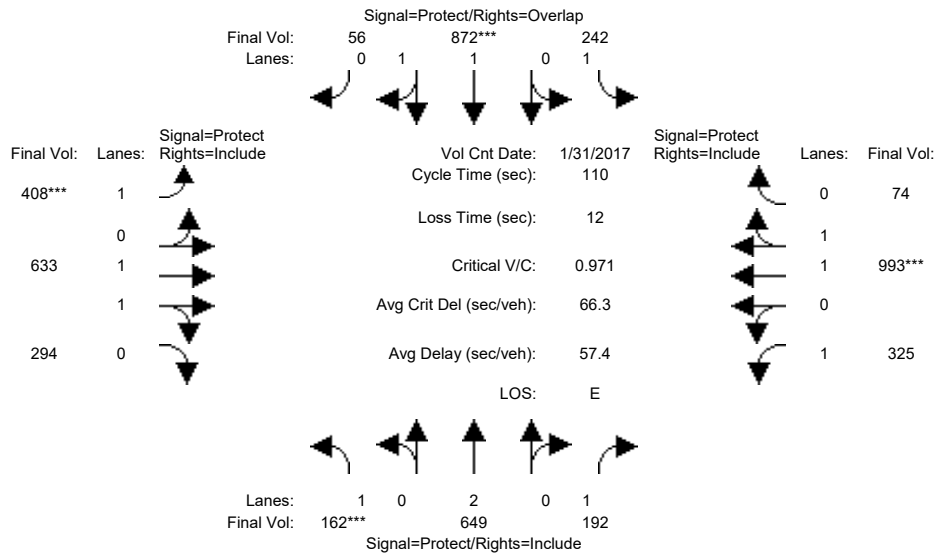 Signal=Protect/Rights=Overlap
Final Vol: 56 872*** 242
Lanes: 0 1 1 0 1
Signal=Protect
Final Vol: Lanes: Rights=Include
Vol Cnt Date: 1/31/2017
Signal=Protect
Rights=Include Lanes: Final Vol:
Cycle Time (sec): 110
408*** 1
0 74
Loss Time (sec): 12
0
1
633 1
Critical V/C: 0.971
1 993***
1
Avg Crit Del (sec/veh): 66.3
0
294 0
Avg Delay (sec/veh): 57.4
1 325
LOS: E
Lanes: 1 0 2 0 1
Final Vol: 162*** 649 192
Signal=Protect/Rights=Include